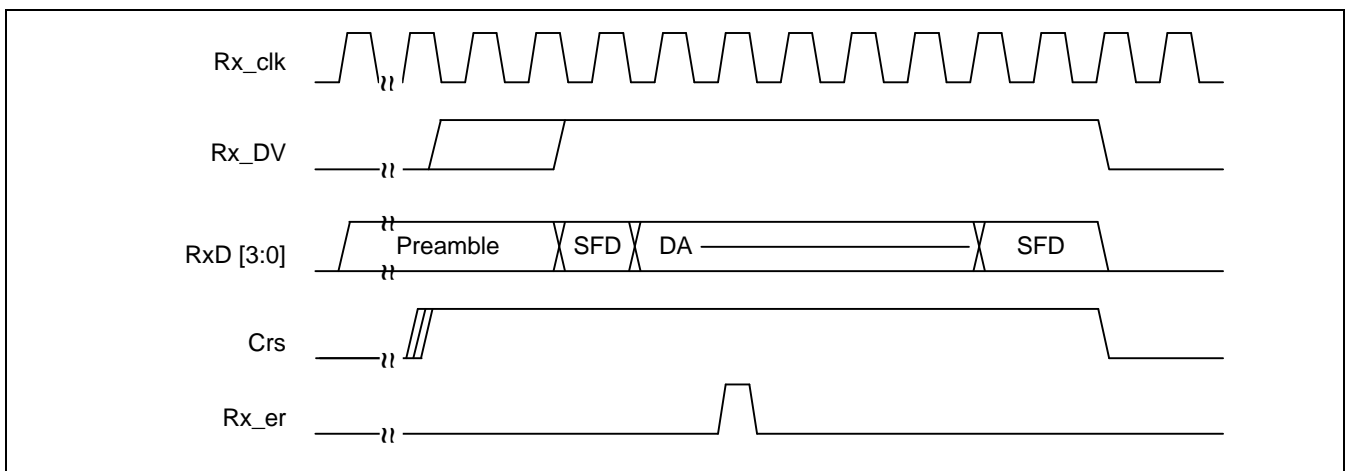 Rx_clk
Rx_DV
RxD [3:0] Preamble SFD DA SFD
Crs
Rx_er